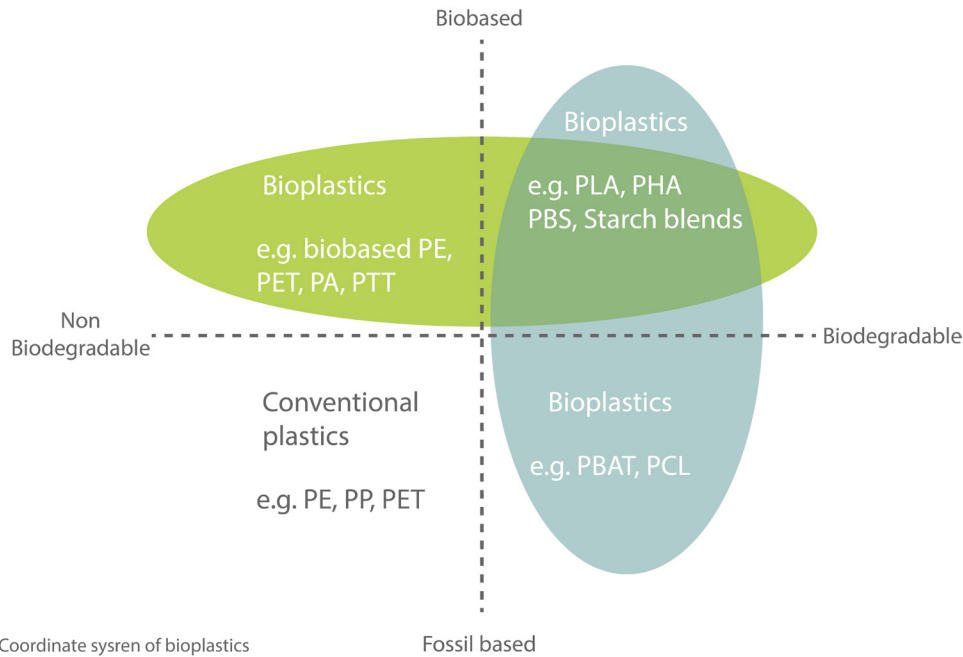 Biobased
Bioplastics
e.g. biobased PE,
PET, PA, PTT
Bioplastics
e.g. PLA, PHA
PBS, Starch blends
Non
Biodegradable
Biodegradable
Conventional
plastics
e.g. PE, PP, PET
Bioplastics
e.g. PBAT, PCL
Coordinate sysren of bioplastics
Fossil based